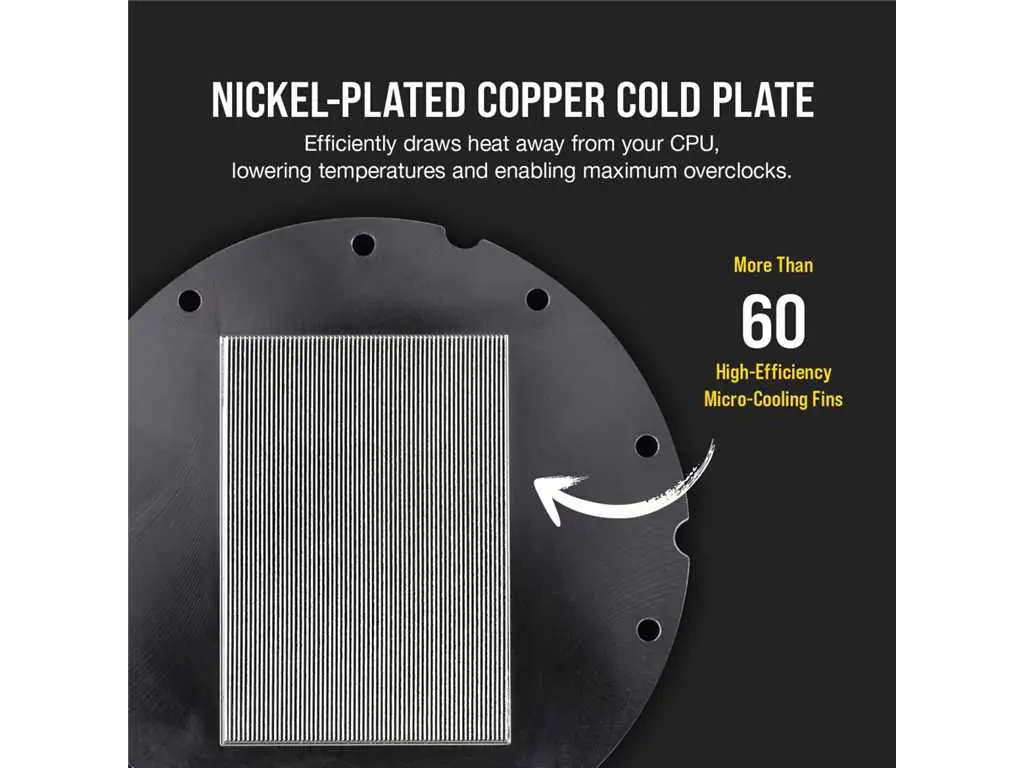 NICKEL-PLATED COPPER COLD PLATE
Efficiently draws heat away from your CPU,
lowering temperatures and enabling maximum overclocks.
More Than
60
High-Efficiency
Micro-Cooling Fins